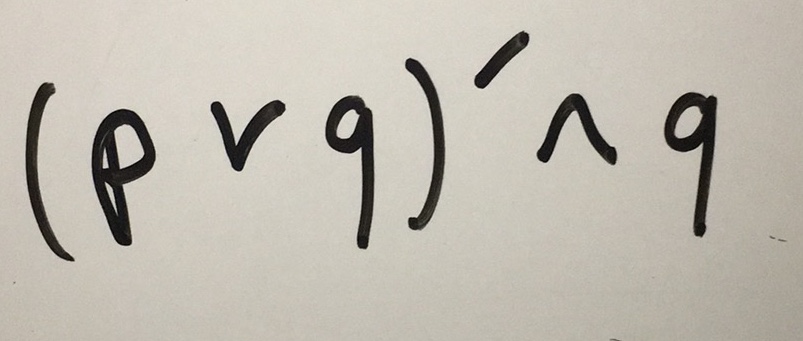 (p ∨ q)′ ∧ q